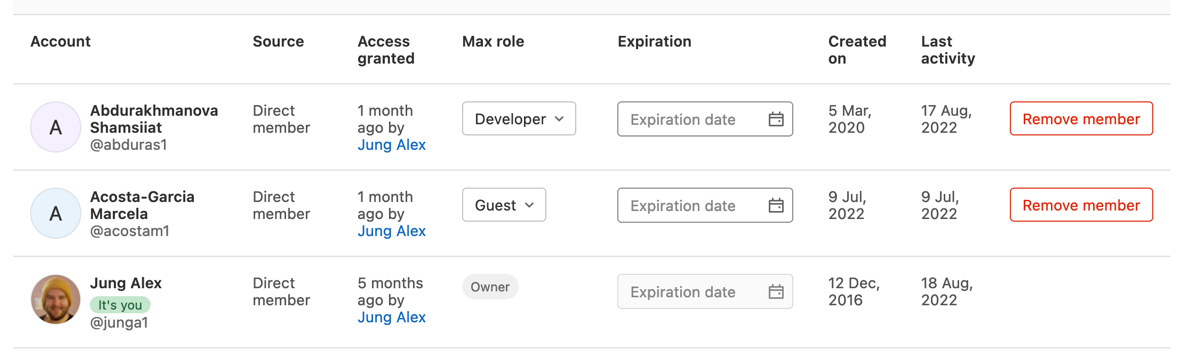 Account Source Access granted Max role Expiration Created on Last activity
A
Abdurakhmanova
Shamsiiat
@abduras1
Direct
member
1 month
ago by
Jung Alex
Developer
Expiration date
5 Mar,
2020
17 Aug,
2022
Remove member
A
Acosta-Garcia
Marcela
@acostam1
Direct
member
1 month
ago by
Jung Alex
Guest
Expiration date
9 Jul,
2022
9 Jul,
2022
Remove member
Jung Alex
It's you
@junga1
Direct
member
5 months
ago by
Jung Alex
Owner
Expiration date
12 Dec,
2016
18 Aug,
2022